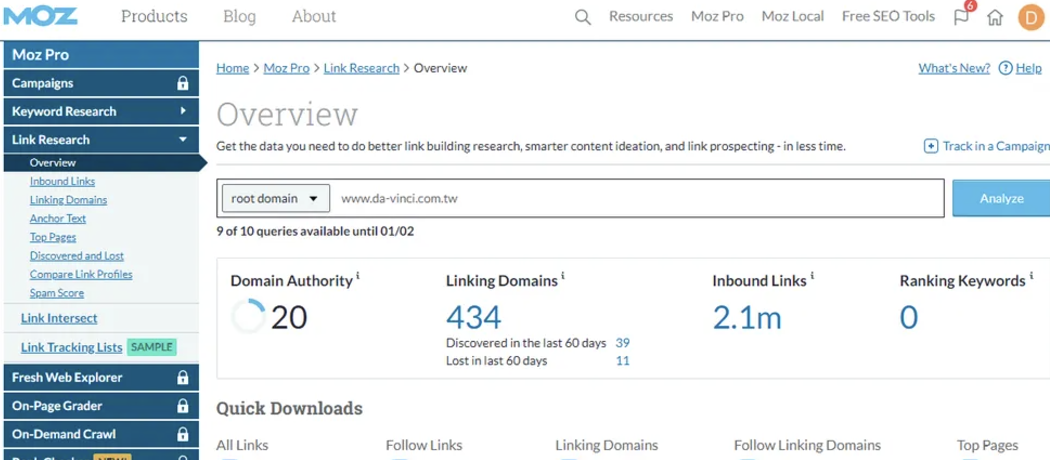 MOZ Products Blog About Resources Moz Pro Moz Local Free SEO Tools 6 D
Moz Pro
Campaigns
Keyword Research
Link Research
Overview
Inbound Links
Linking Domains
Anchor Text
Top Pages
Discovered and Lost
Compare Link Profiles
Spam Score
Link Intersect
Link Tracking Lists SAMPLE
Fresh Web Explorer
On-Page Grader
On-Demand Crawl
Home > Moz Pro > Link Research > Overview
What's New? ? Help
Overview
Get the data you need to do better link building research, smarter content ideation, and link prospecting - in less time.
Track in a Campaign
root domain www.da-vinci.com.tw Analyze
9 of 10 queries available until 01/02
Domain Authority i Linking Domains i Inbound Links i Ranking Keywords i
20 434 2.1m 0
Discovered in the last 60 days 39
Lost in last 60 days 11
Quick Downloads
All Links Follow Links Linking Domains Follow Linking Domains Top Pages